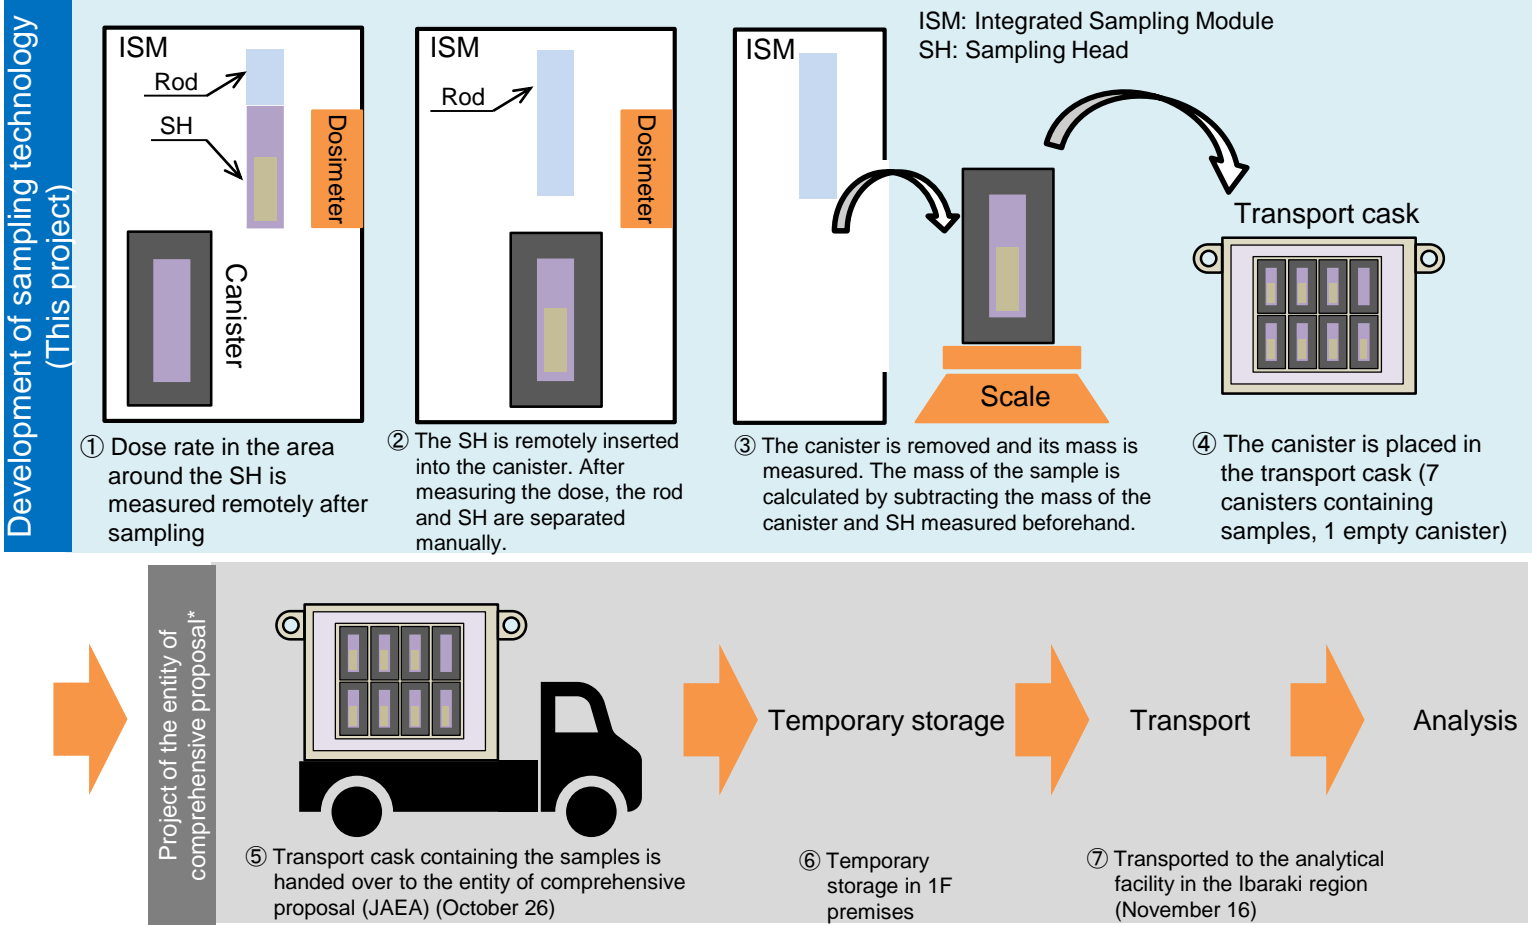 Development of sampling technology
(This project)
ISM
Rod
SH
Dosimeter
Canister
ISM
Rod
Dosimeter
ISM
ISM: Integrated Sampling Module
SH: Sampling Head
Scale
Transport cask
① Dose rate in the area
around the SH is
measured remotely after
sampling
② The SH is remotely inserted
into the canister. After
measuring the dose, the rod
and SH are separated
manually.
③ The canister is removed and its mass is
measured. The mass of the sample is
calculated by subtracting the mass of the
canister and SH measured beforehand.
④ The canister is placed in
the transport cask (7
canisters containing
samples, 1 empty canister)
Project of the entity of
comprehensive proposal*
Temporary storage
Transport
Analysis
⑤ Transport cask containing the samples is
handed over to the entity of comprehensive
proposal (JAEA) (October 26)
⑥ Temporary
storage in 1F
premises
⑦ Transported to the analytical
facility in the Ibaraki region
(November 16)